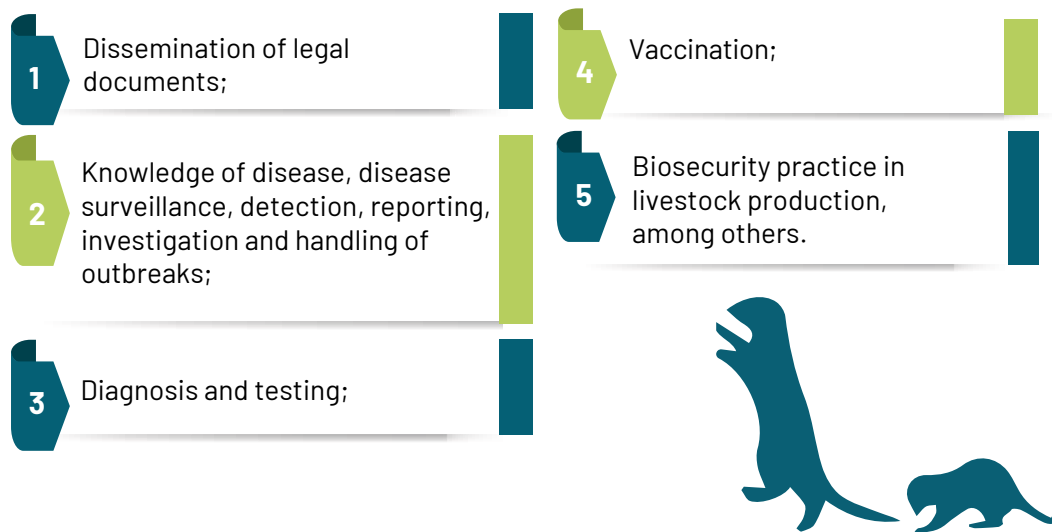 1
Dissemination of legal
documents;
2
Knowledge of disease, disease
surveillance, detection, reporting,
investigation and handling of
outbreaks;
3
Diagnosis and testing;
4
Vaccination;
5
Biosecurity practice in
livestock production,
among others.